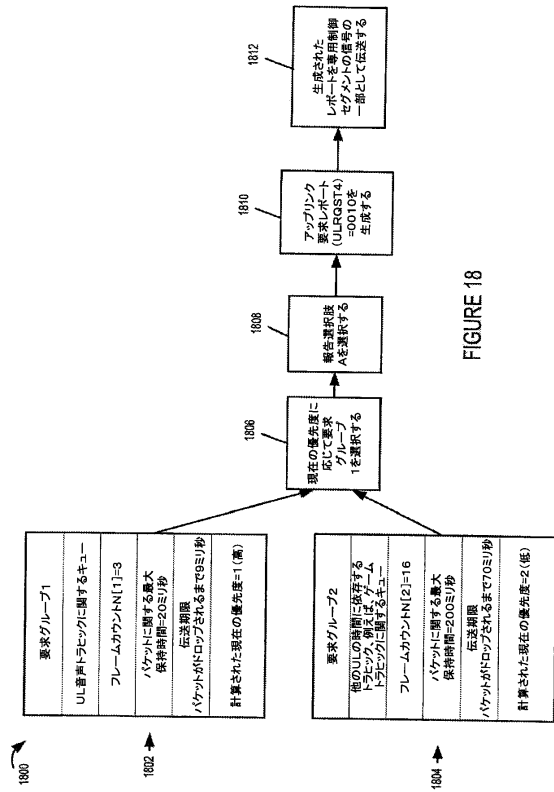 1800
1802
要求グループ1
UL音声トラヒックに関するキュー
フレームカウントN[1]=3
パケットに関する最大
保持時間=20ミリ秒
伝送期限
パケットがドロップされるまで9ミリ秒
計算された現在の優先度=1(高)
1804
要求グループ2
他のULの時間に依存する
トラヒック、例えば、ゲーム
トラヒックに関するキュー
フレームカウントN[2]=16
パケットに関する最大
保持時間=200ミリ秒
伝送期限
パケットがドロップされるまで70ミリ秒
計算された現在の優先度=2(低)
1806
現在の優先度に
応じて要求
グループ
1を選択する
1808
報告選択肢
Aを選択する
1810
アップリンク
要求レポート
(ULRQST4)
=0010を
生成する
1812
生成された
レポートを専用制御
セグメントの信号の
一部として伝送する
FIGURE 18